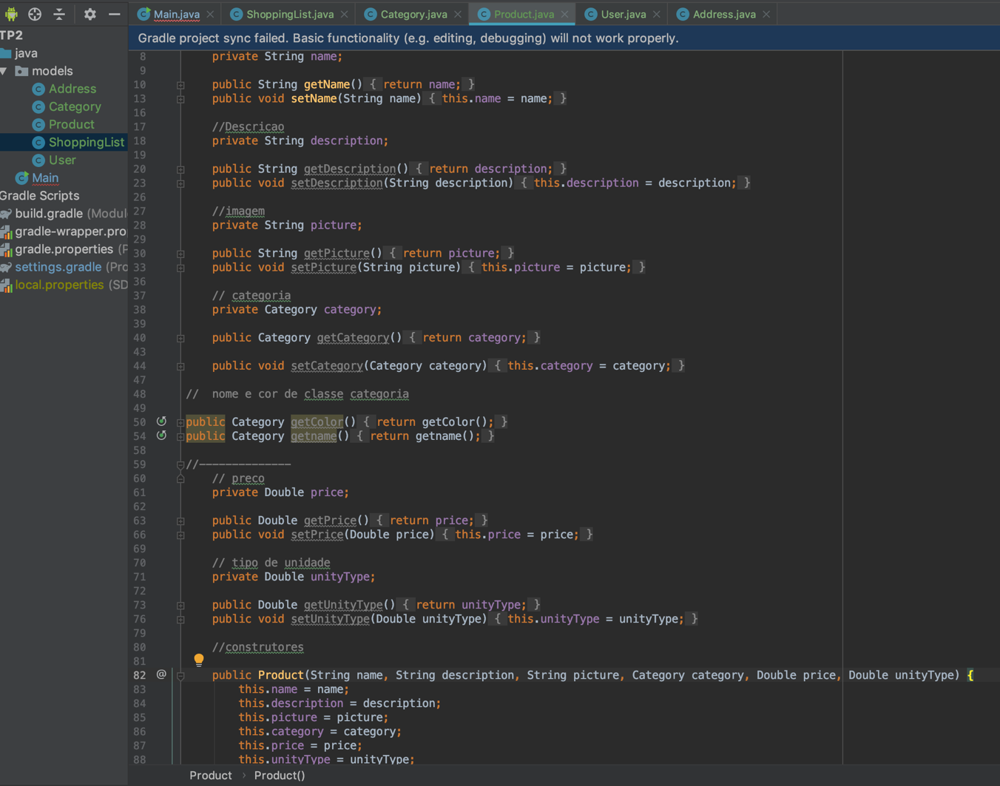 Main.java
ShoppingList.java
Category.java
Product.java
User.java
Address.java
TP2
java
models
Address
Category
Product
ShoppingList
User
Main
Gradle Scripts
build.gradle (Modul
gradle-wrapper.pro
gradle.properties (P
settings.gradle (Pro
local.properties (SD
Gradle project sync failed. Basic functionality (e.g. editing, debugging) will not work properly.
8 private String name;
9
10 public String getName() { return name; }
13 public void setName(String name) { this.name = name; }
16
17 //Descricao
18 private String description;
19
20 public String getDescription() { return description; }
23 public void setDescription(String description) { this.description = description; }
26
27 //imagem
28 private String picture;
29
30 public String getPicture() { return picture; }
33 public void setPicture(String picture) { this.picture = picture; }
36
37 // categoria
38 private Category category;
39
40 public Category getCategory() { return category; }
43
44 public void setCategory(Category category) { this.category = category; }
47
48 // nome e cor de classe categoria
49
50 public Category getColor() { return getColor(); }
54 public Category getname() { return getname(); }
58
59 //--------------
60 // preco
61 private Double price;
62
63 public Double getPrice() { return price; }
66 public void setPrice(Double price) { this.price = price; }
69
70 // tipo de unidade
71 private Double unityType;
72
73 public Double getUnityType() { return unityType; }
76 public void setUnityType(Double unityType) { this.unityType = unityType; }
79
80 //construtores
81
82 @ public Product(String name, String description, String picture, Category category, Double price, Double unityType) {
83 this.name = name;
84 this.description = description;
85 this.picture = picture;
86 this.category = category;
87 this.price = price;
88 this.unityType = unityType;
Product › Product()